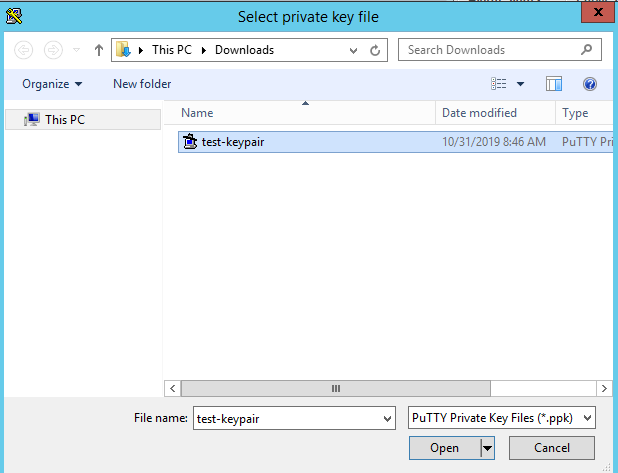 Select private key file
This PC
Downloads
Search Downloads
Organize
New folder
This PC
Name
Date modified
Type
test-keypair
10/31/2019 8:46 AM
PuTTY Pri
File name:
test-keypair
PuTTY Private Key Files (*.ppk)
Open
Cancel